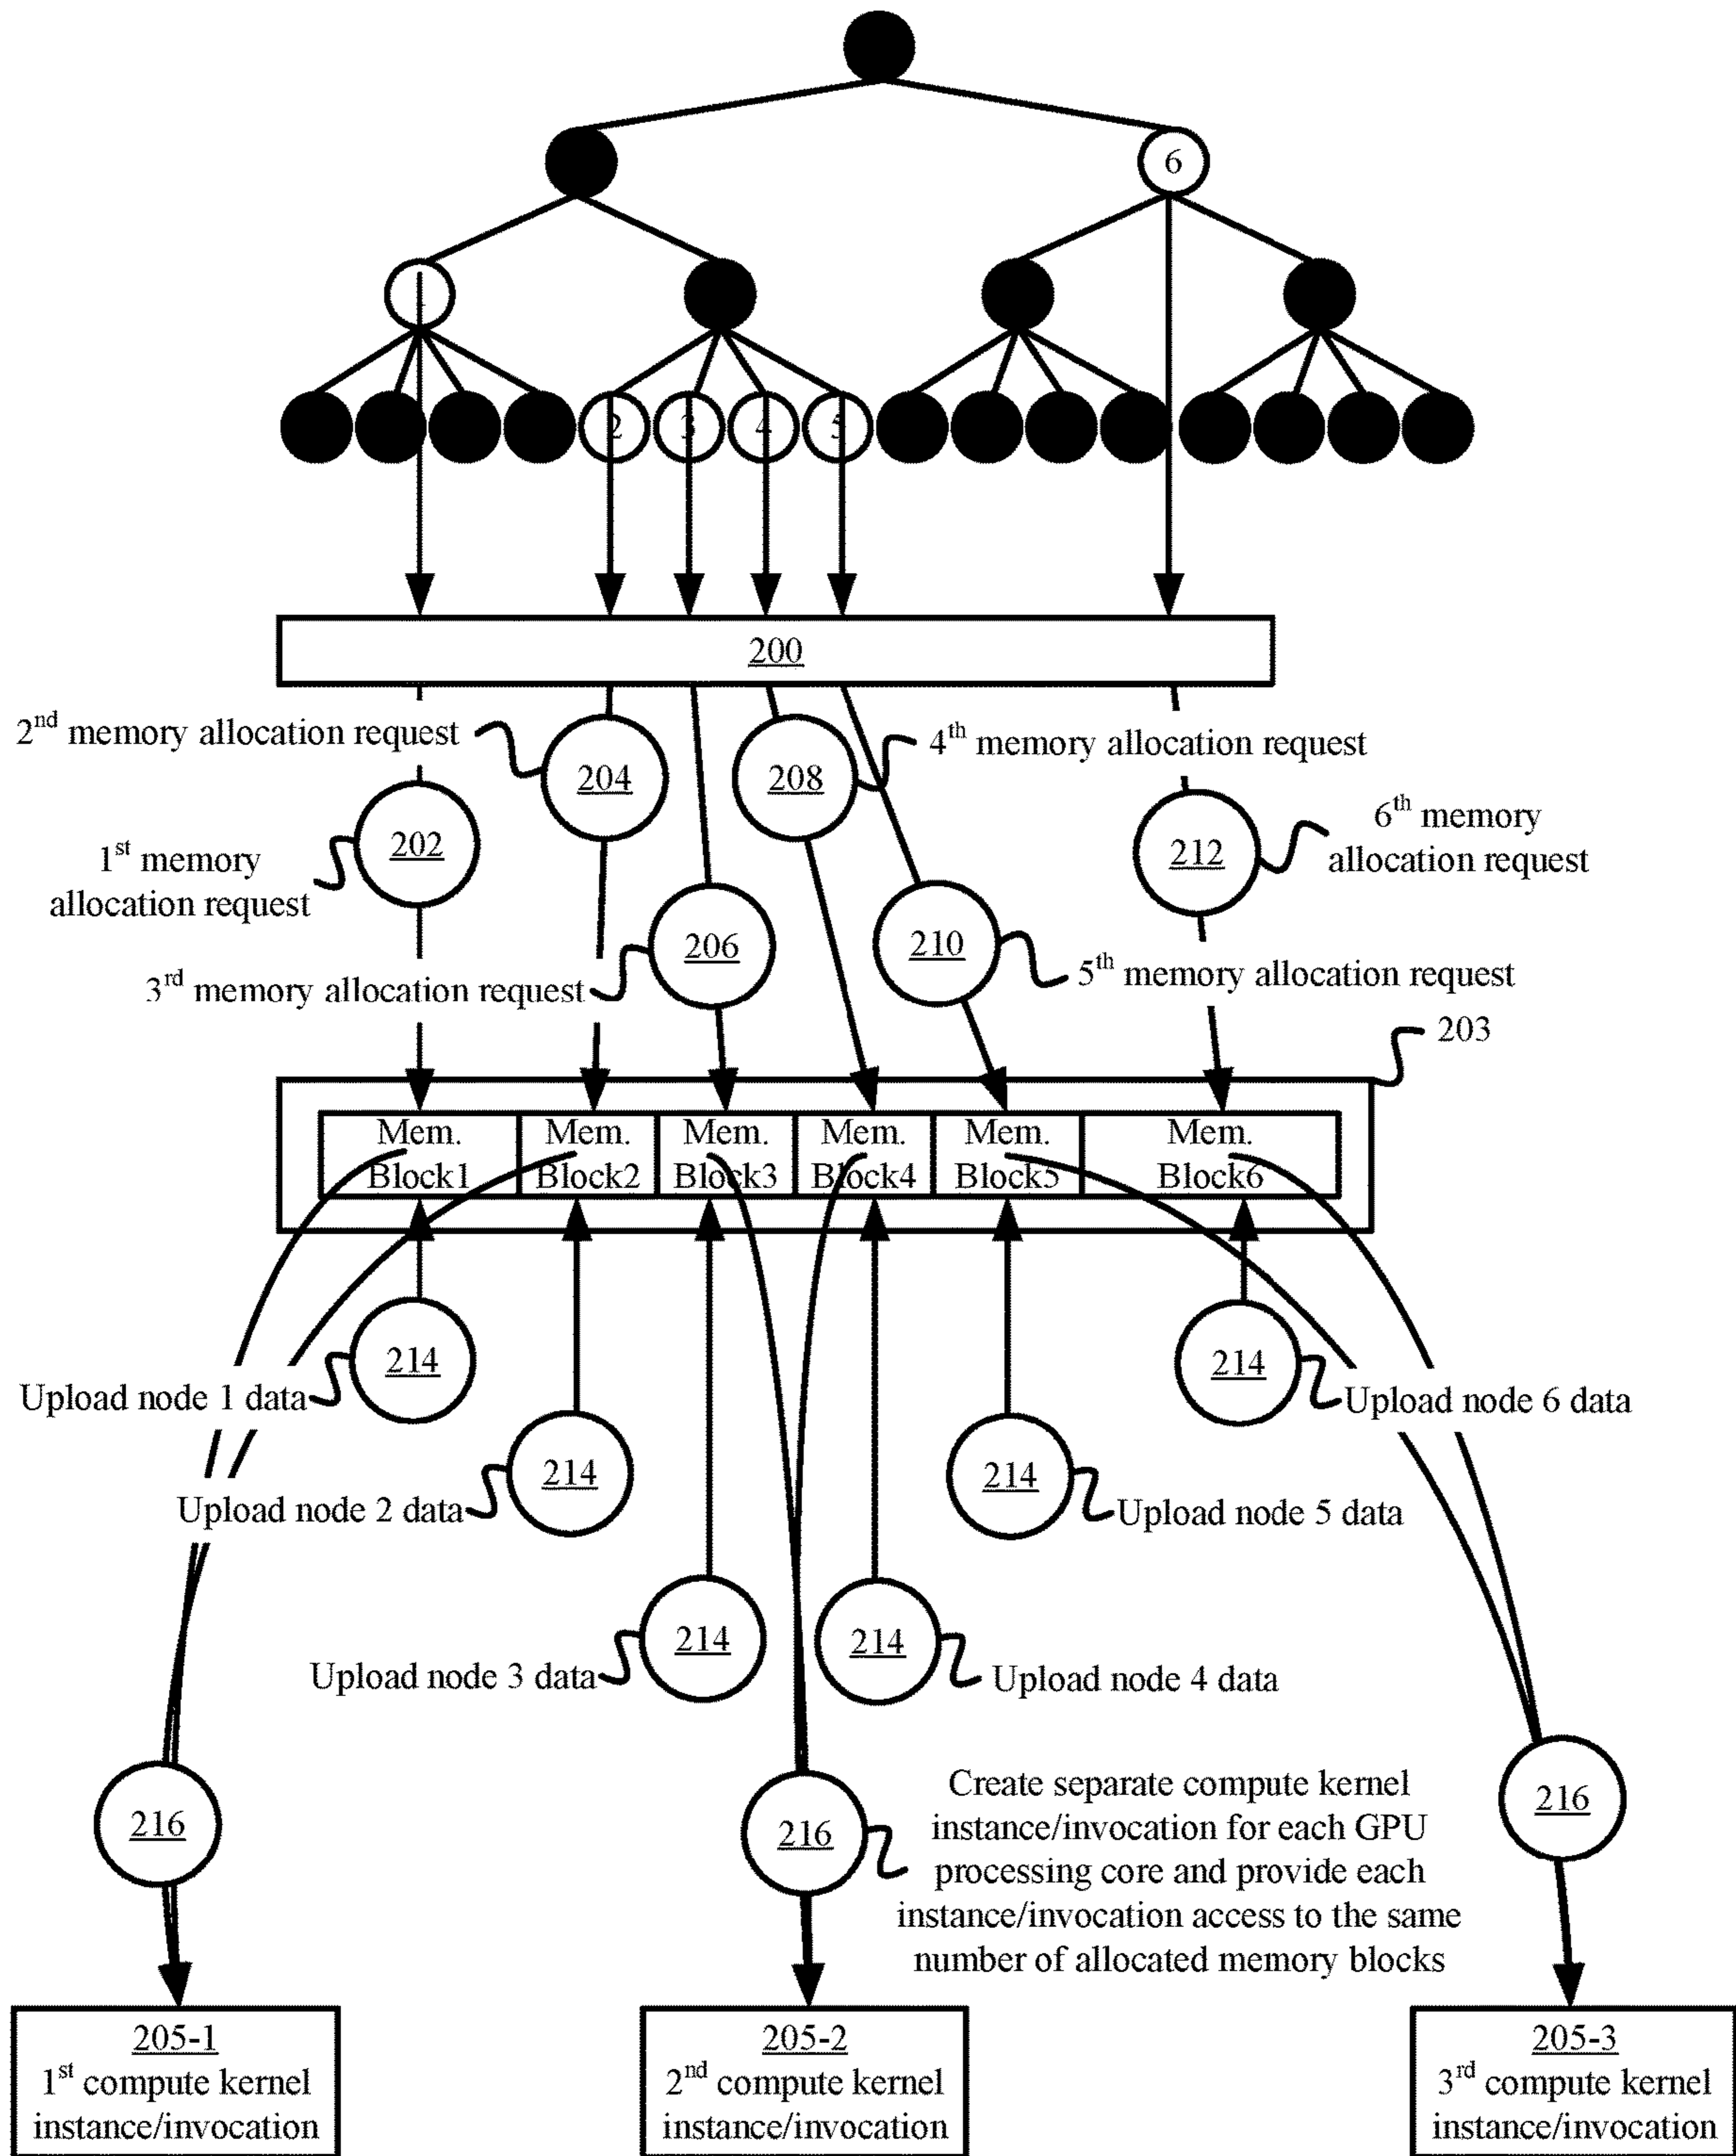 6
1
2
3
4
5
200
2nd memory allocation request
204
208
4th memory allocation request
202
1st memory
allocation request
212
6th memory
allocation request
206
3rd memory allocation request
210
5th memory allocation request
203
Mem.
Block1
Mem.
Block2
Mem.
Block3
Mem.
Block4
Mem.
Block5
Mem.
Block6
214
Upload node 1 data
214
Upload node 6 data
214
Upload node 2 data
214
Upload node 5 data
214
Upload node 3 data
214
Upload node 4 data
216
216
Create separate compute kernel
instance/invocation for each GPU
processing core and provide each
instance/invocation access to the same
number of allocated memory blocks
216
205-1
1st compute kernel
instance/invocation
205-2
2nd compute kernel
instance/invocation
205-3
3rd compute kernel
instance/invocation